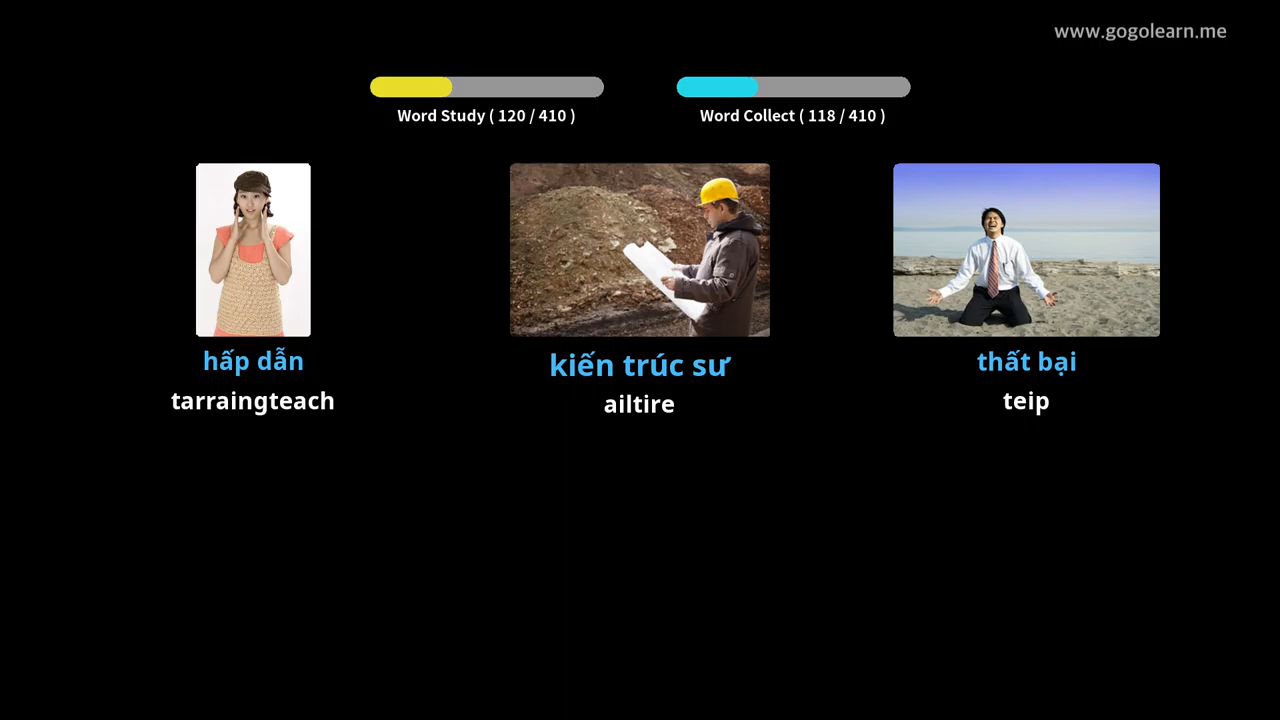 www.gogolearn.me
Word Study ( 120 / 410 )
Word Collect ( 118 / 410 )
hấp dẫn
tarraingteach
kiến trúc sư
ailtire
thất bại
teip